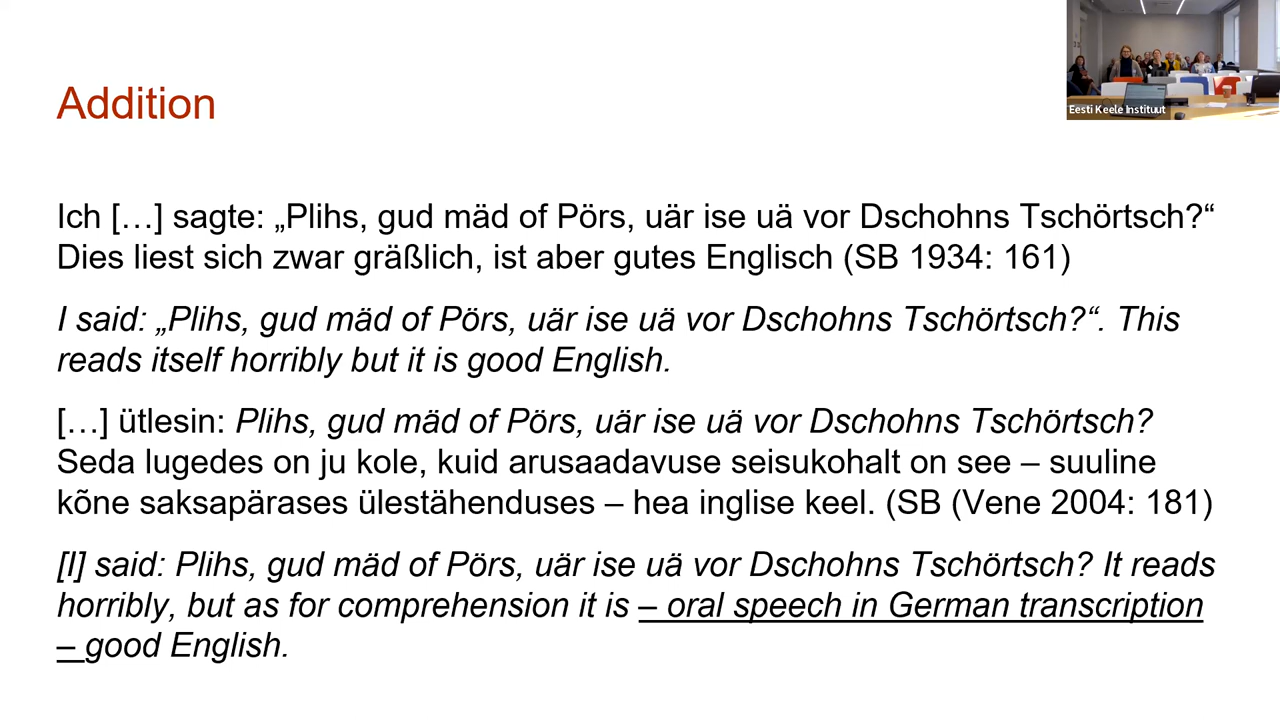 Eesti Keele Instituut
Addition
Ich […] sagte: „Plihs, gud mäd of Pörs, uär ise uä vor Dschohns Tschörtsch?“
Dies liest sich zwar gräßlich, ist aber gutes Englisch (SB 1934: 161)
I said: „Plihs, gud mäd of Pörs, uär ise uä vor Dschohns Tschörtsch?“. This
reads itself horribly but it is good English.
[…] ütlesin: Plihs, gud mäd of Pörs, uär ise uä vor Dschohns Tschörtsch?
Seda lugedes on ju kole, kuid arusaadavuse seisukohalt on see – suuline
kõne saksapärases ülestähenduses – hea inglise keel. (SB (Vene 2004: 181)
[I] said: Plihs, gud mäd of Pörs, uär ise uä vor Dschohns Tschörtsch? It reads
horribly, but as for comprehension it is – oral speech in German transcription
– good English.